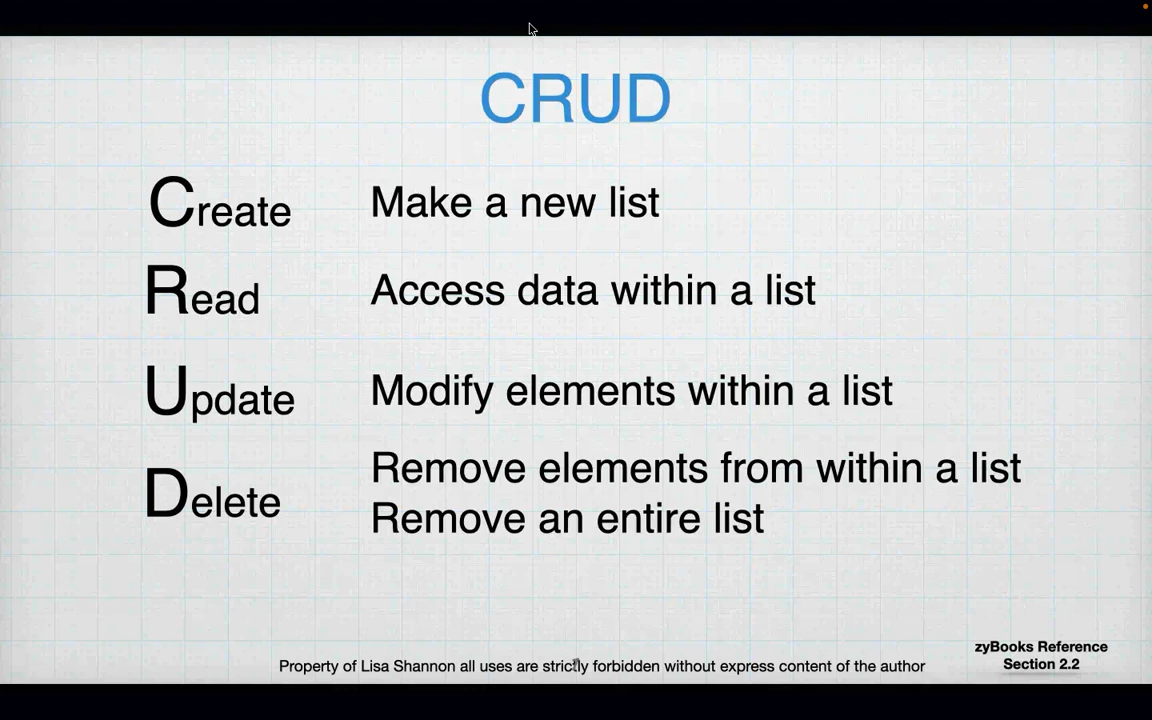 CRUD
Create Make a new list
Read Access data within a list
Update Modify elements within a list
Delete Remove elements from within a list
Remove an entire list
zyBooks Reference
Section 2.2
Property of Lisa Shannon all uses are strictly forbidden without express content of the author